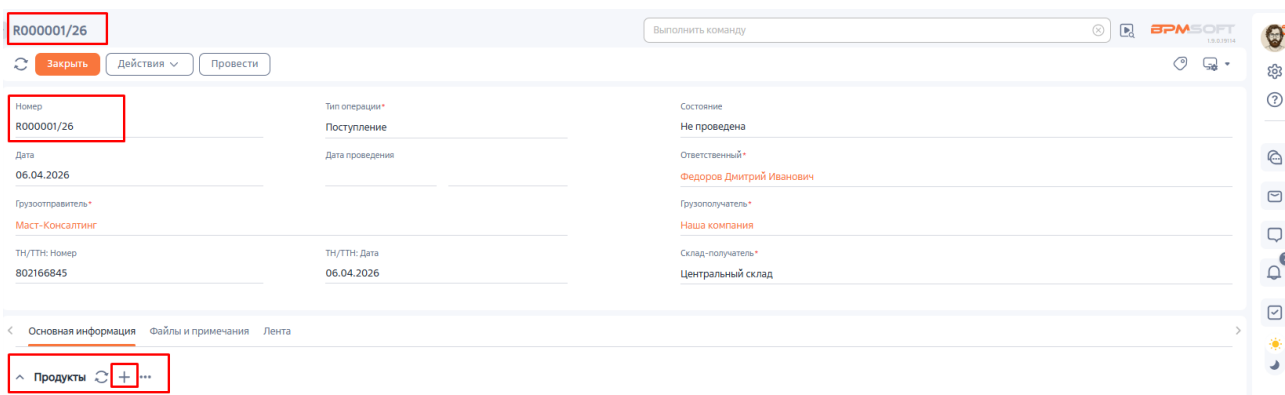 R000001/26
Выполнить команду
BPMSOFT
Закрыть Действия Провести
Номер Тип операции* Состояние
R000001/26 Поступление Не проведена
Дата Дата проведения Ответственный*
06.04.2026 Федоров Дмитрий Иванович
Грузоотправитель* Грузополучатель*
Маст-Консалтинг Наша компания
ТН/ТТН: Номер ТН/ТТН: Дата Склад-получатель*
802166845 06.04.2026 Центральный склад
Основная информация Файлы и примечания Лента
Продукты